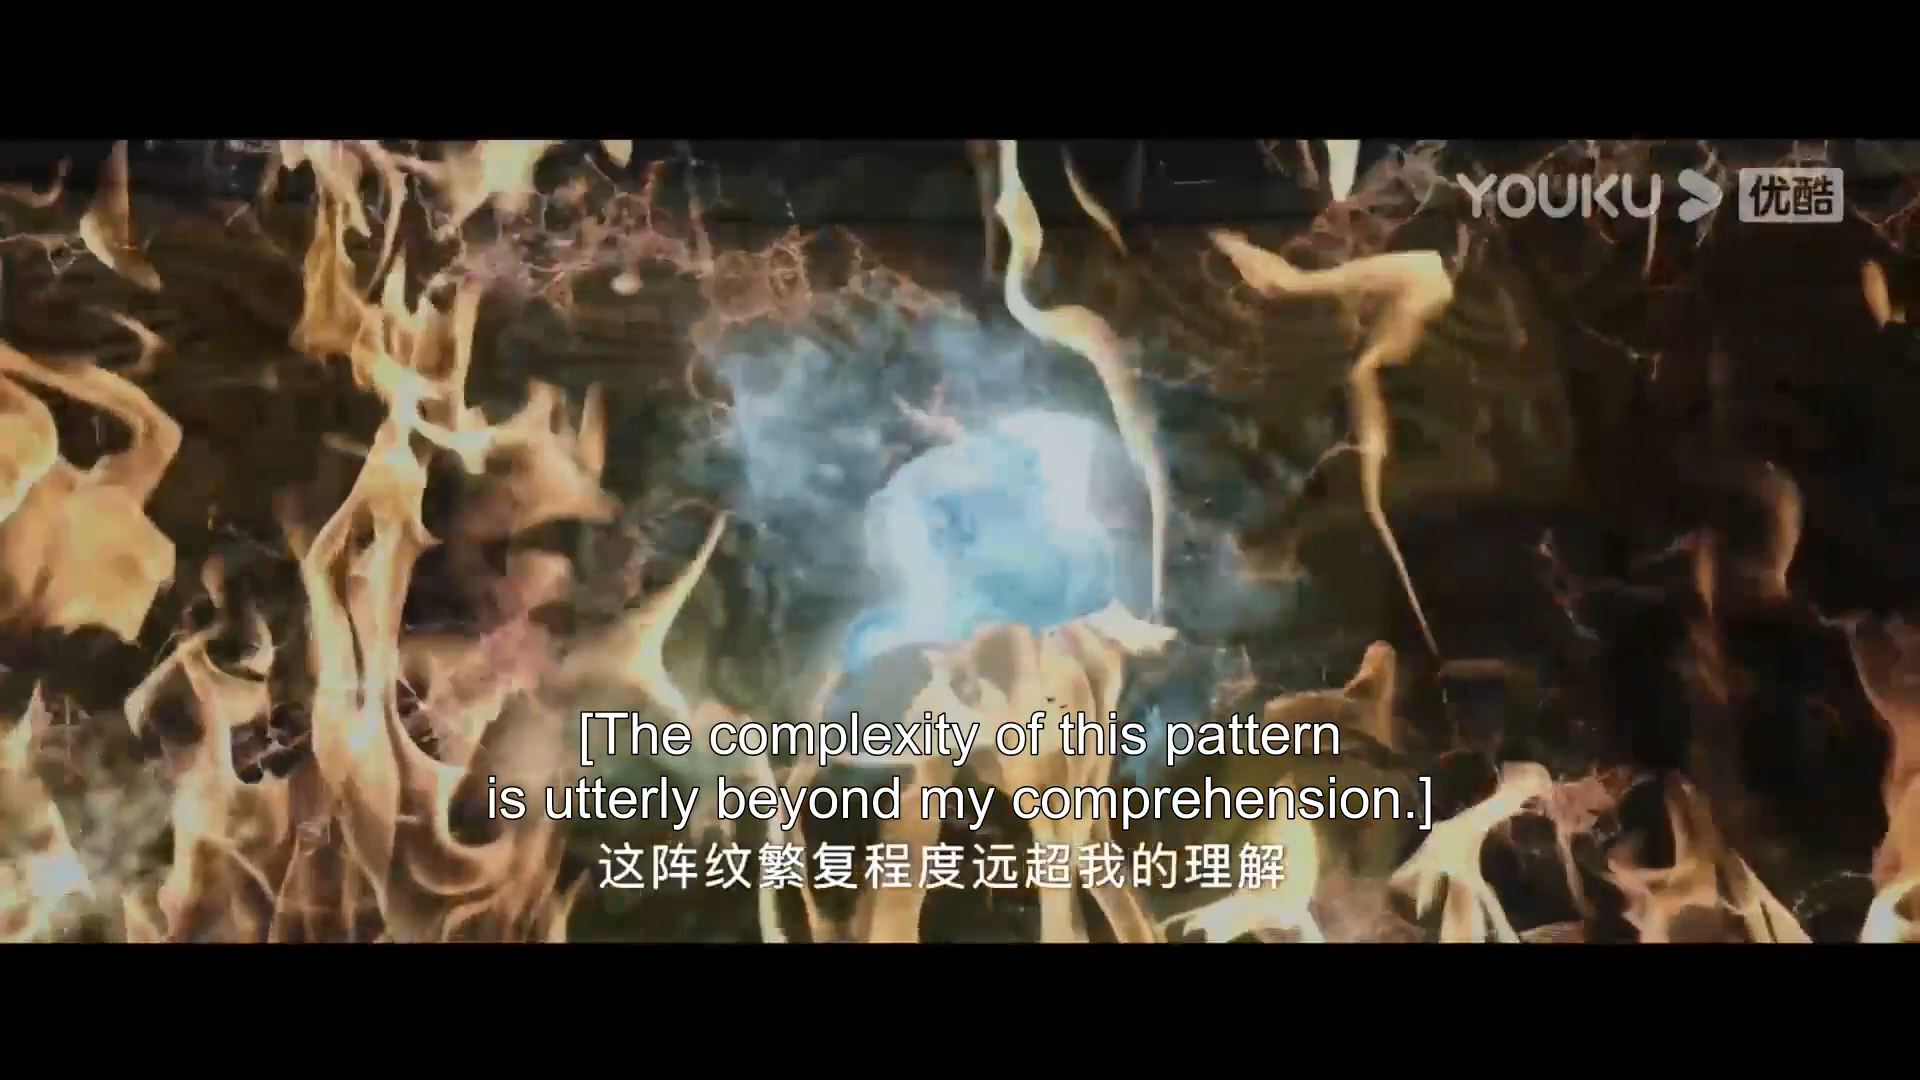 YOUKU 优酷
[The complexity of this pattern
is utterly beyond my comprehension.]
这阵纹繁复程度远超我的理解